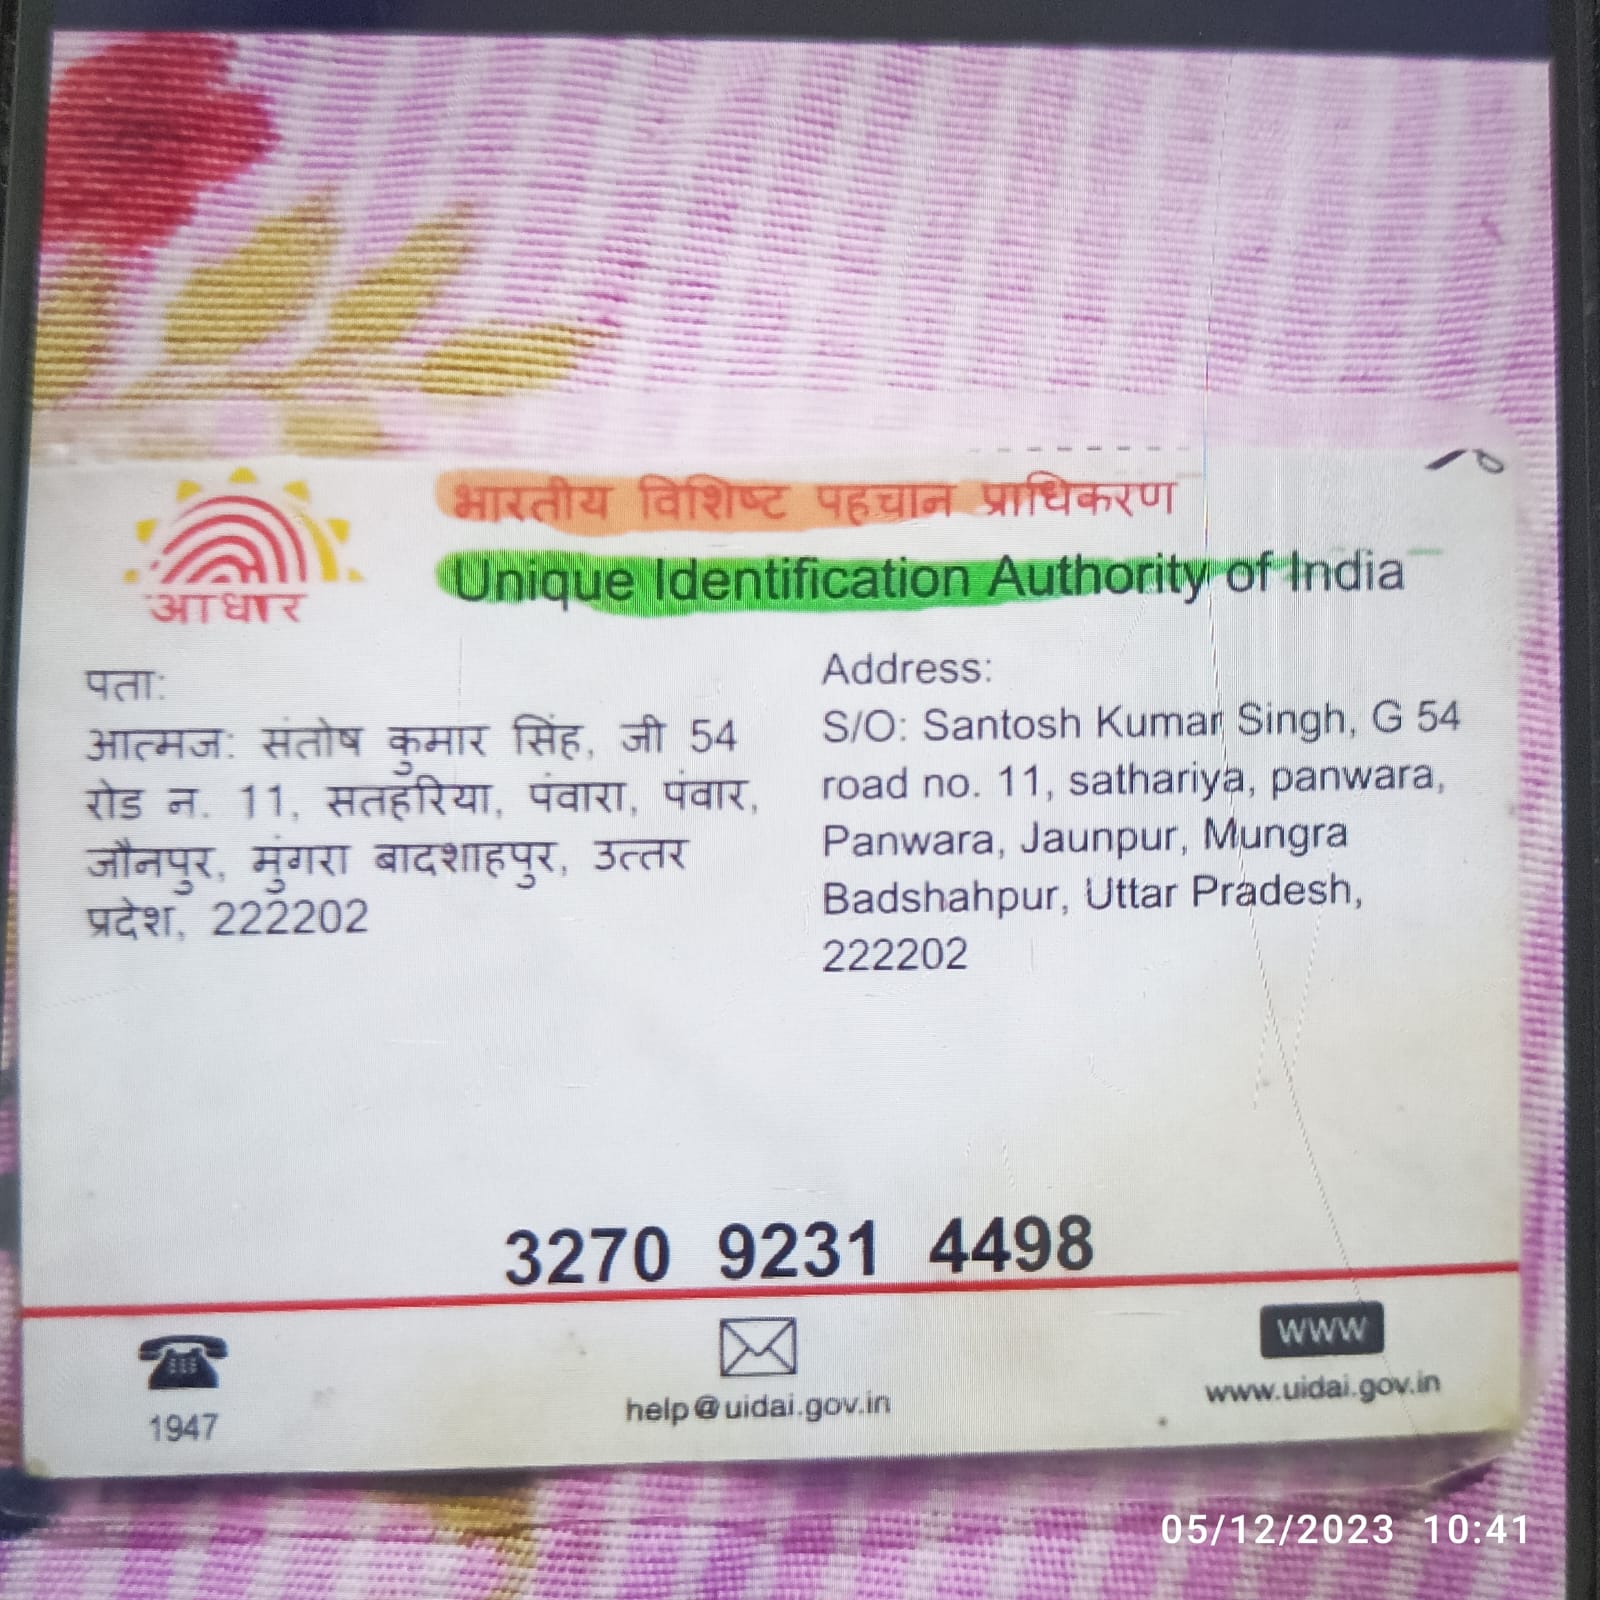 भारतीय विशिष्ट पहचान प्राधिकरण
Unique Identification Authority of India
आधार
पता:
आत्मज: संतोष कुमार सिंह, जी 54
रोड न. 11, सतहरिया, पंवारा, पंवार,
जौनपुर, मुंगरा बादशाहपुर, उत्तर
प्रदेश, 222202
Address:
S/O: Santosh Kumar Singh, G 54
road no. 11, sathariya, panwara,
Panwara, Jaunpur, Mungra
Badshahpur, Uttar Pradesh,
222202
3270 9231 4498
1947
help@uidai.gov.in
WWW
www.uidai.gov.in
05/12/2023 10:41